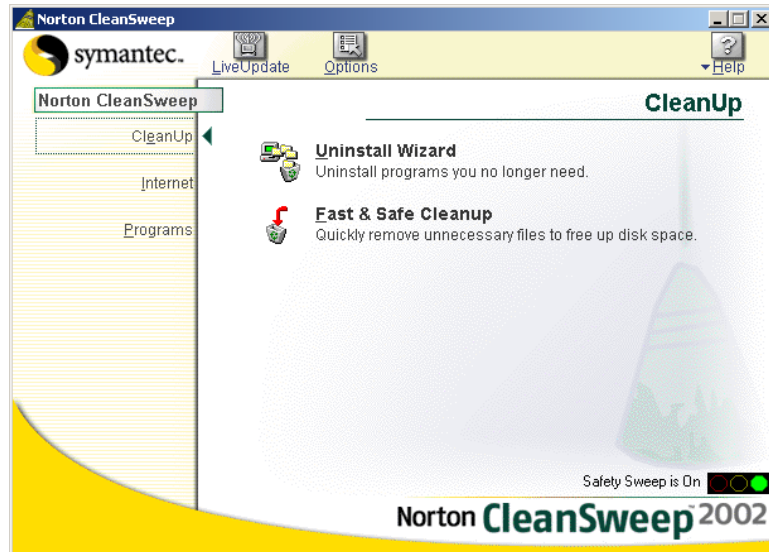 Norton CleanSweep
symantec.
LiveUpdate
Options
Help
Norton CleanSweep
CleanUp
Internet
Programs
CleanUp
Uninstall Wizard
Uninstall programs you no longer need.
Fast & Safe Cleanup
Quickly remove unnecessary files to free up disk space.
Safety Sweep is On
Norton CleanSweep™ 2002